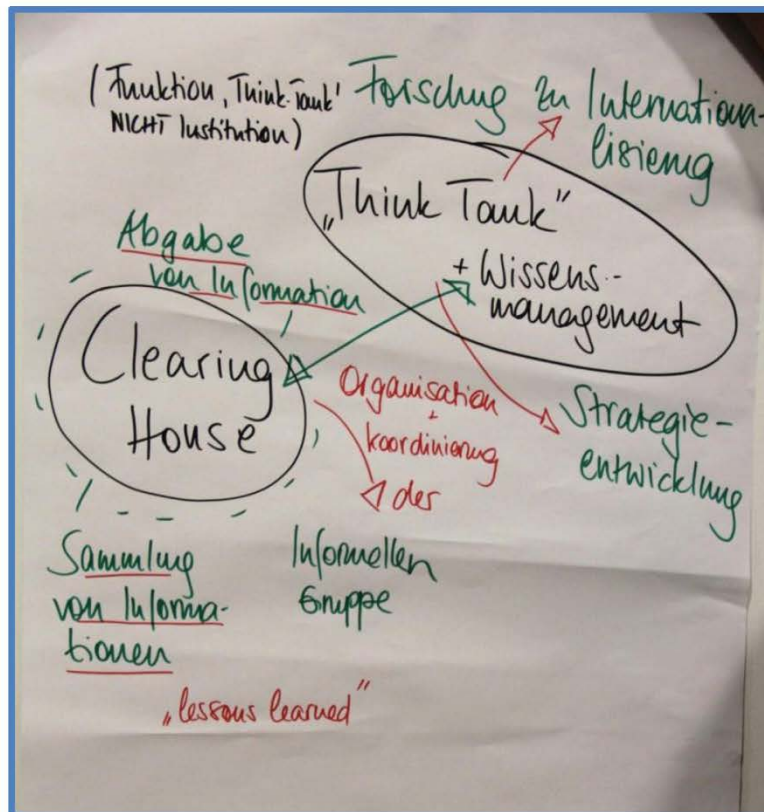 (Funktion „Think-Tank'
NICHT Institution)
Forschung zu Internationa-
lisierung
„Think Tank"
+ Wissens-
management
Abgabe
von Information
Clearing
House
Organisation
+
koordinierung
der
Informellen
Gruppe
Strategie-
entwicklung
Sammlung
von Informa-
tionen
„lessons learned"